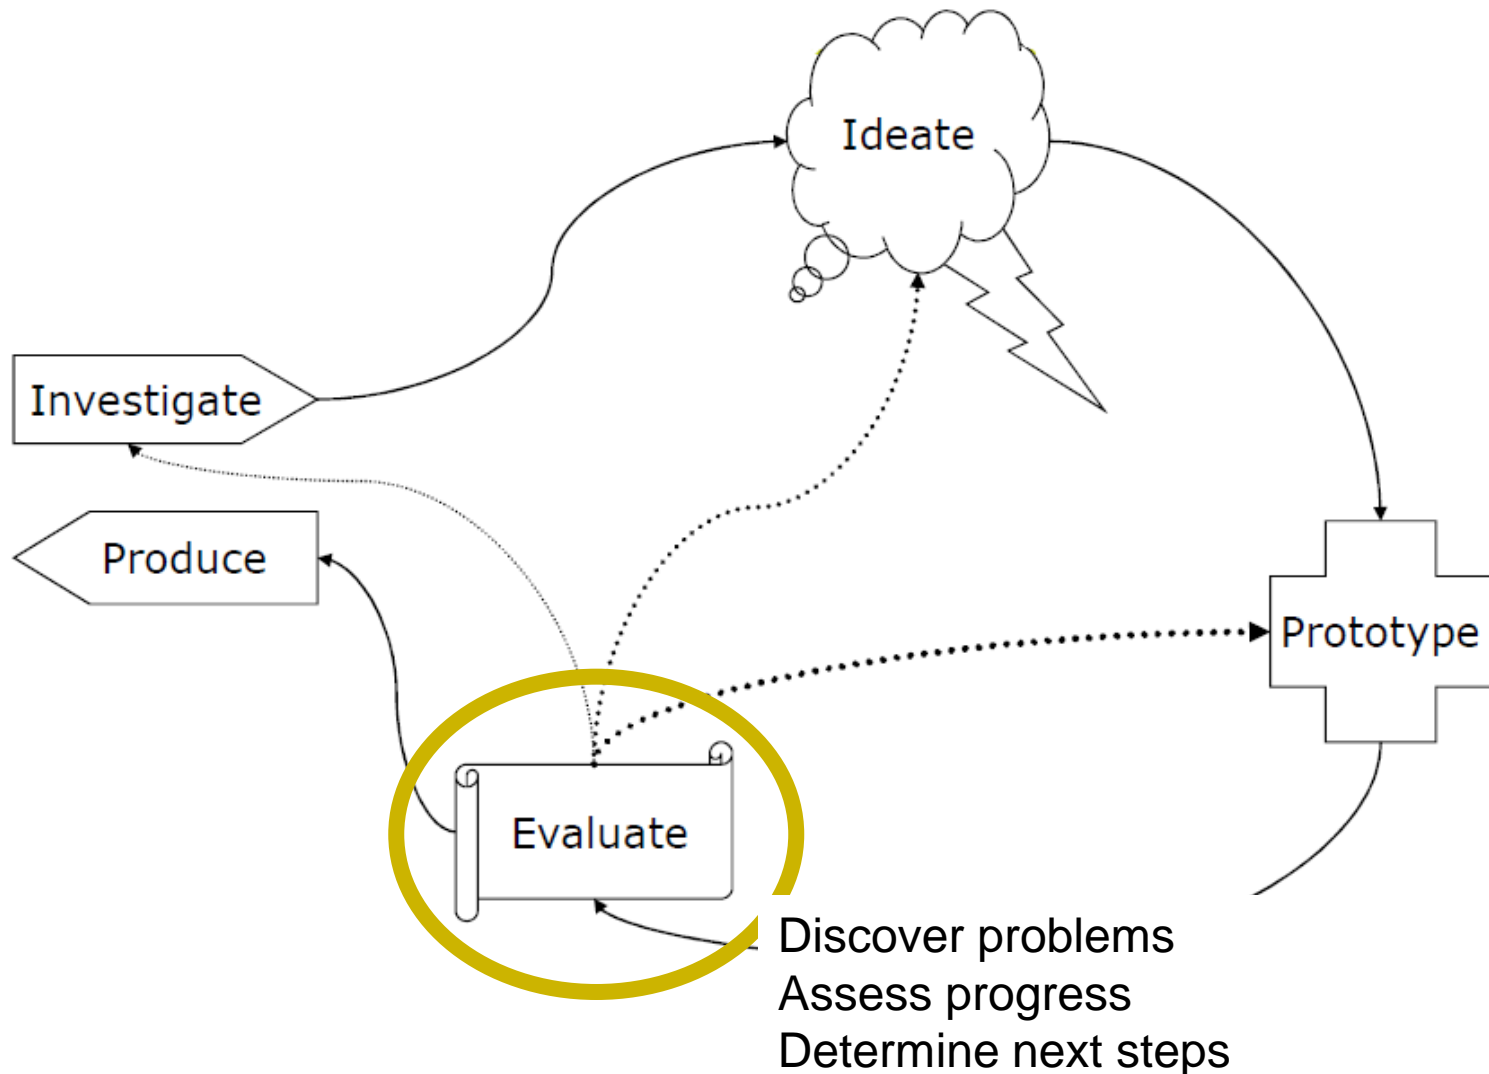 Ideate
Investigate
Produce
Prototype
Evaluate
Discover problems
Assess progress
Determine next steps